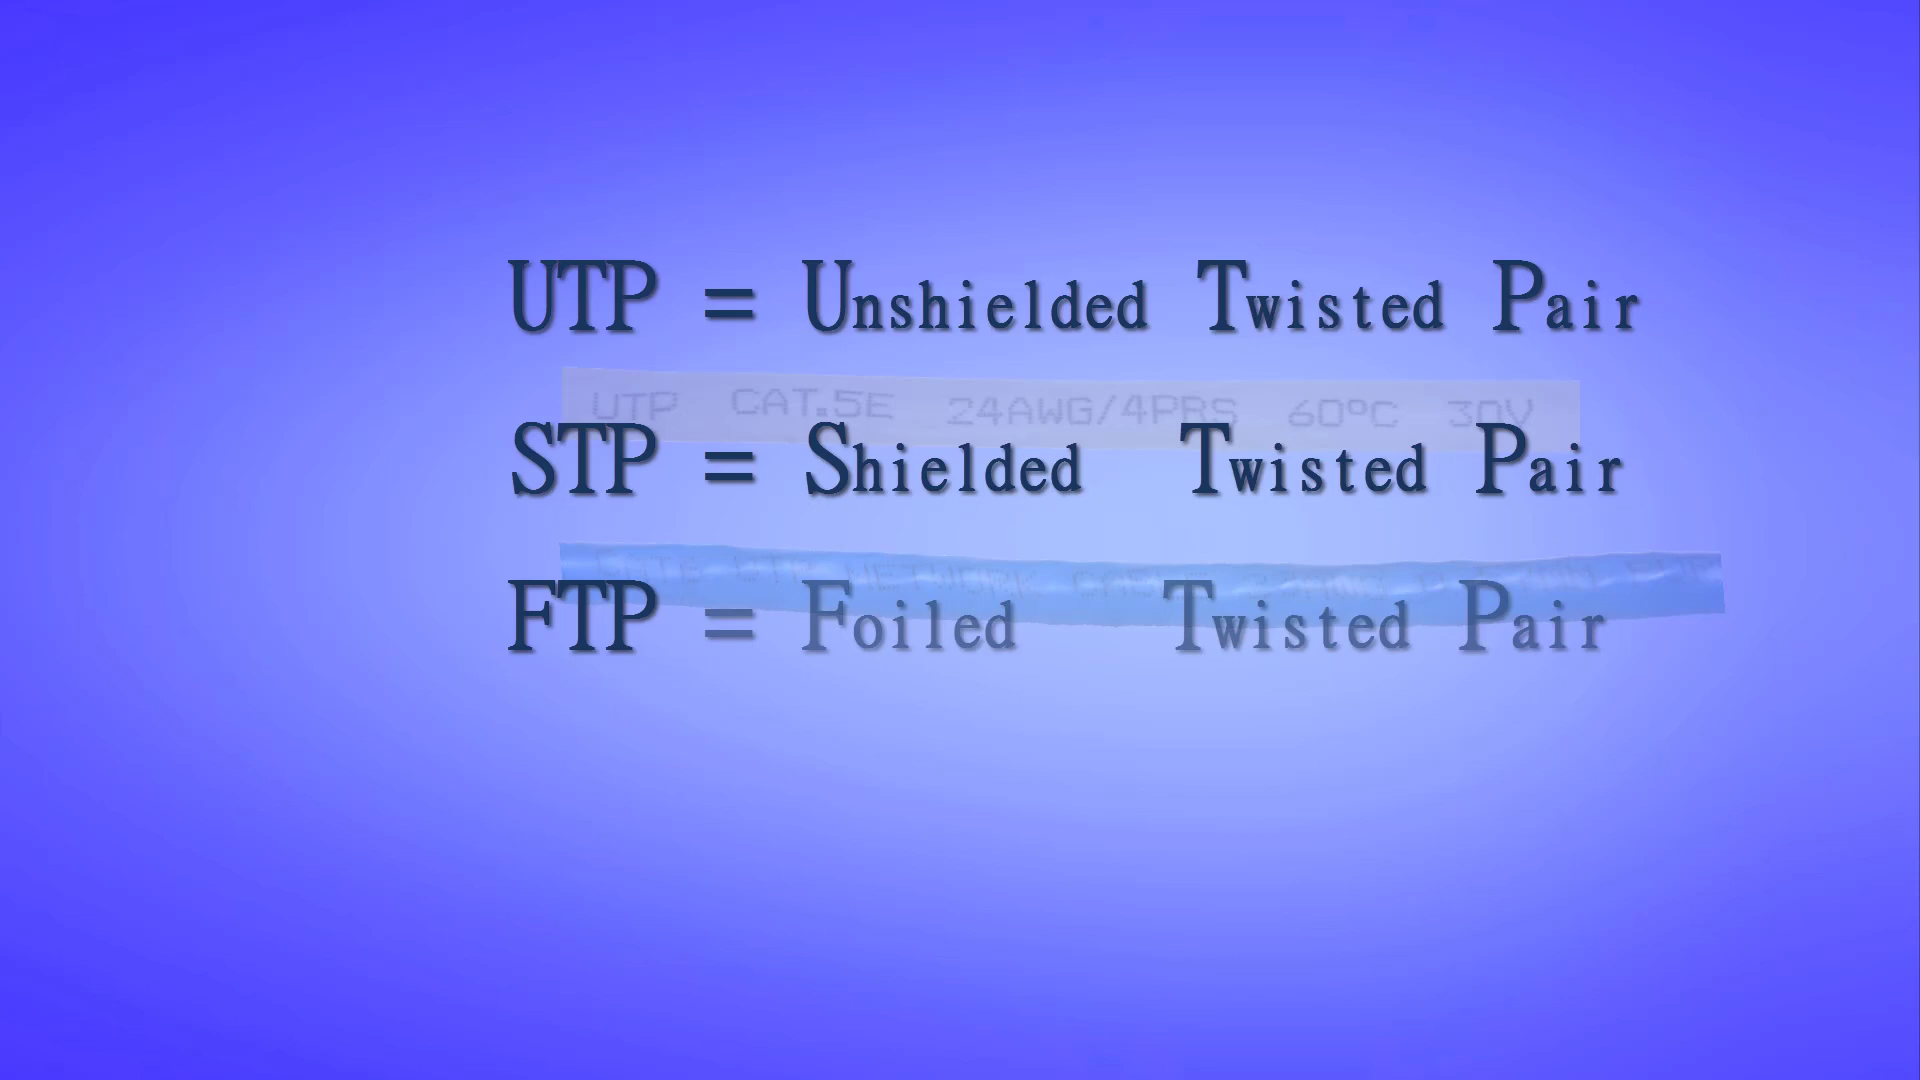 UTP = Unshielded Twisted Pair
UTP CAT.5E 24AWG/4PRS 60°C 30V
STP = Shielded Twisted Pair
FTP = Foiled Twisted Pair